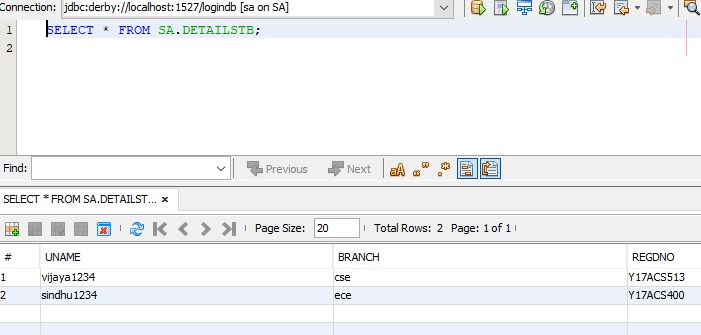 Connection: jdbc:derby://localhost:1527/logindb [sa on SA]
1 SELECT * FROM SA.DETAILSTB;
2
Find: Previous Next aA
SELECT * FROM SA.DETAILST... ×
Page Size: 20 Total Rows: 2 Page: 1 of 1
# UNAME BRANCH REGDNO
1 vijaya1234 cse Y17ACS513
2 sindhu1234 ece Y17ACS400